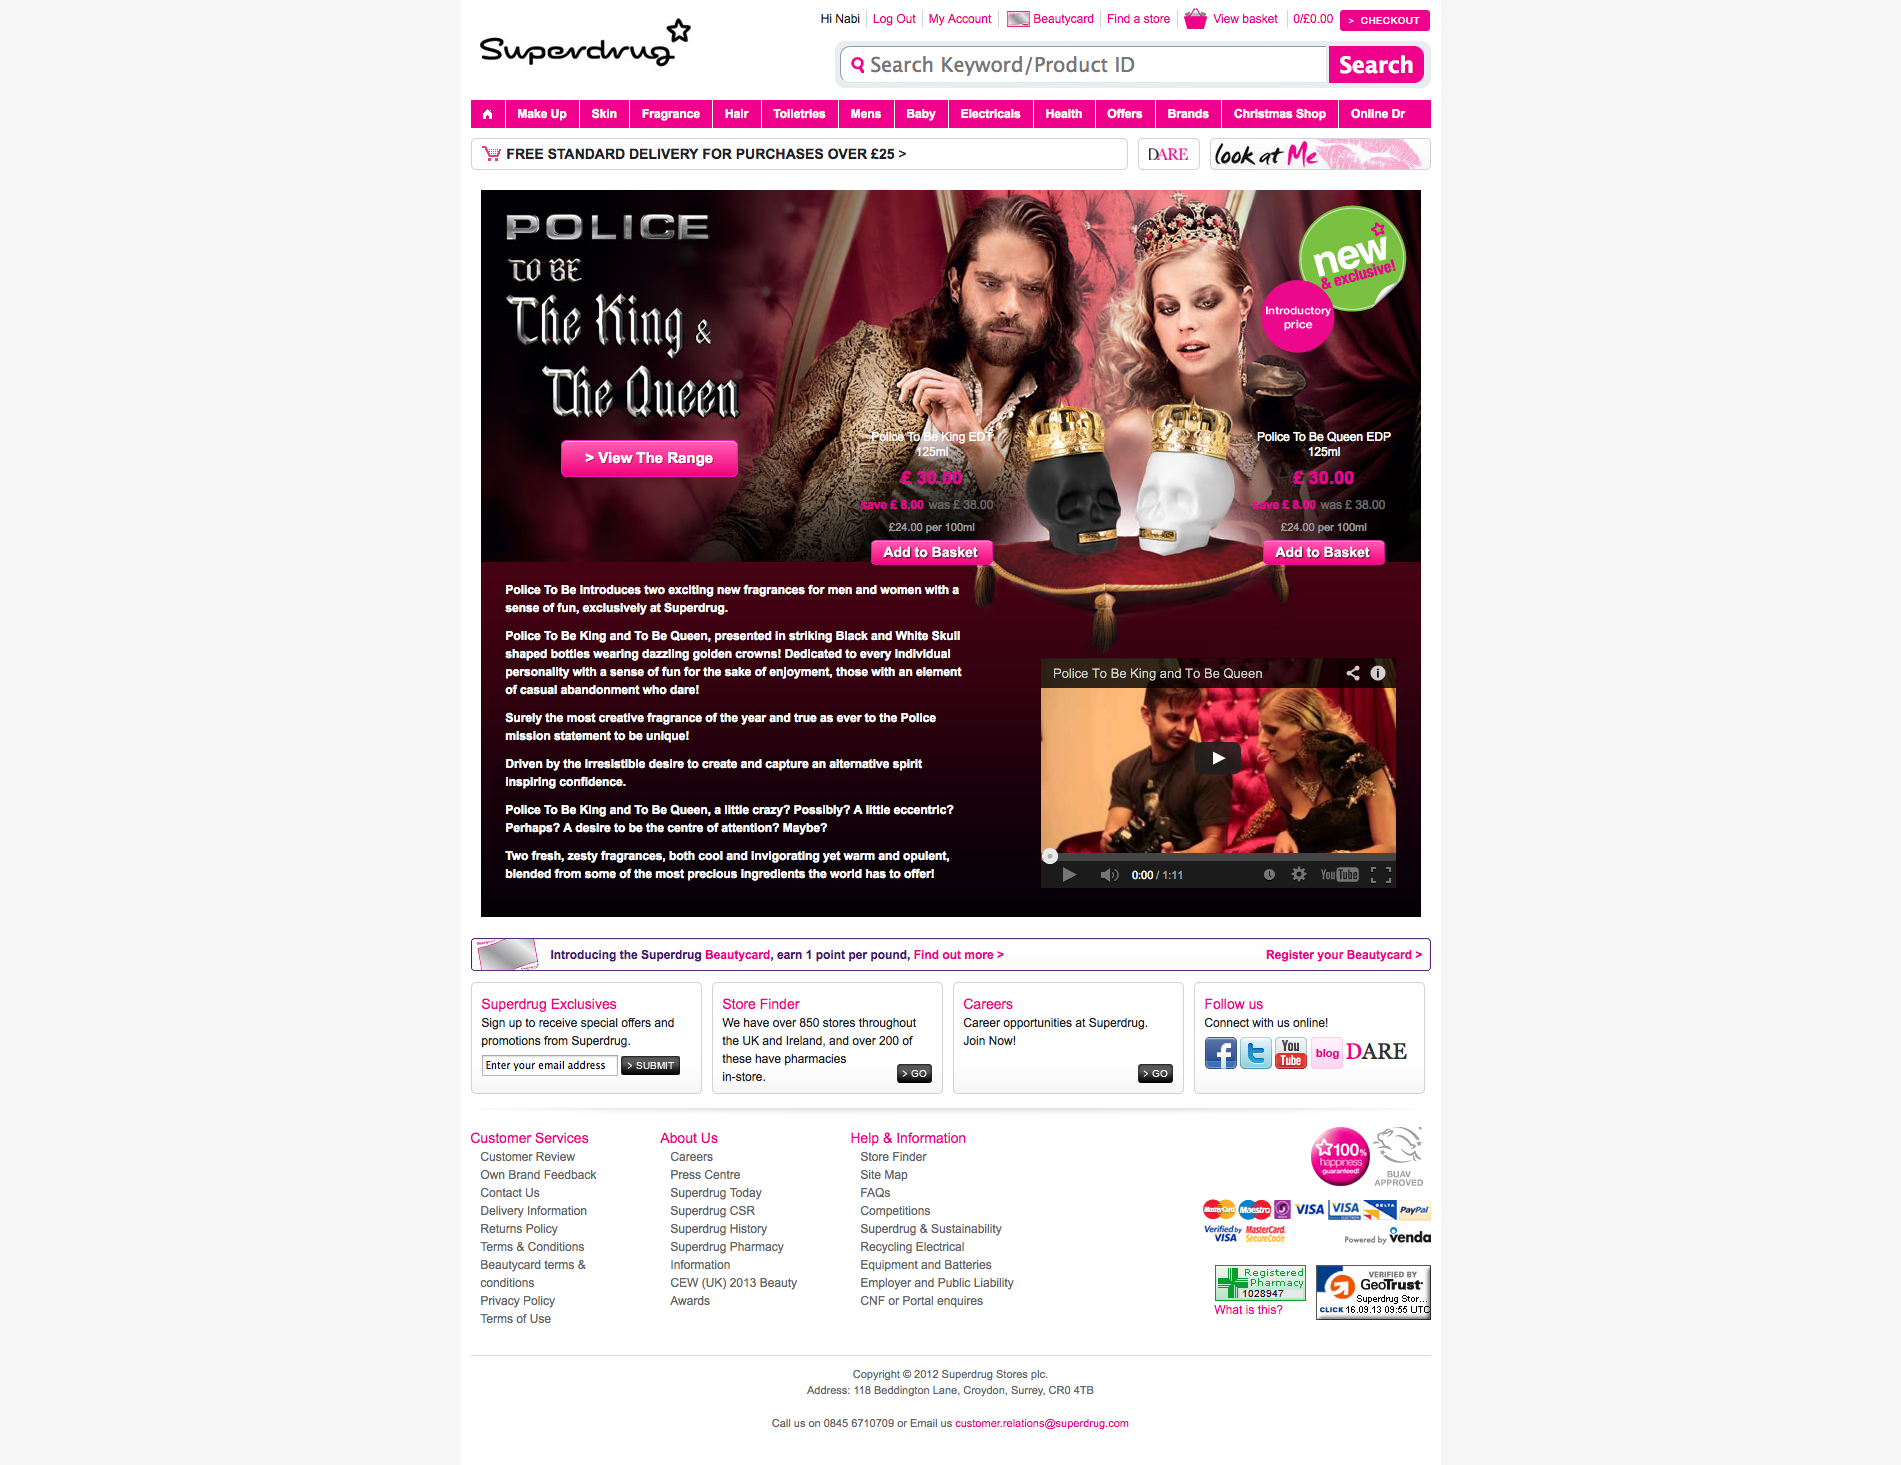 Superdrug
Hi Nabi
Log Out
My Account
Beautycard
Find a store
View basket
0/£0.00
> CHECKOUT
Search Keyword/Product ID
Search
Make Up
Skin
Fragrance
Hair
Toiletries
Mens
Baby
Electricals
Health
Offers
Brands
Christmas Shop
Online Dr
FREE STANDARD DELIVERY FOR PURCHASES OVER £25 >
DARE
look at Me
POLICE
TO BE
The King &
The Queen
> View The Range
new
& exclusive!
Introductory
price
Police To Be King EDT
125ml
£ 30.00
save £ 8.00 was £ 38.00
£24.00 per 100ml
Add to Basket
Police To Be Queen EDP
125ml
£ 30.00
save £ 8.00 was £ 38.00
£24.00 per 100ml
Add to Basket
Police To Be Introduces two exciting new fragrances for men and women with a
sense of fun, exclusively at Superdrug.
Police To Be King and To Be Queen, presented in striking Black and White Skull
shaped bottles wearing dazzling golden crowns! Dedicated to every individual
personality with a sense of fun for the sake of enjoyment, those with an element
of casual abandonment who dare!
Surely the most creative fragrance of the year and true as ever to the Police
mission statement to be unique!
Driven by the irresistible desire to create and capture an alternative spirit
inspiring confidence.
Police To Be King and To Be Queen, a little crazy? Possibly? A little eccentric?
Perhaps? A desire to be the centre of attention? Maybe?
Two fresh, zesty fragrances, both cool and invigorating yet warm and opulent,
blended from some of the most precious ingredients the world has to offer!
Police To Be King and To Be Queen
0:00 / 1:11
YouTube
Introducing the Superdrug Beautycard, earn 1 point per pound, Find out more >
Register your Beautycard >
Superdrug Exclusives
Sign up to receive special offers and
promotions from Superdrug.
Enter your email address
> SUBMIT
Store Finder
We have over 850 stores throughout
the UK and Ireland, and over 200 of
these have pharmacies
in-store.
> GO
Careers
Career opportunities at Superdrug.
Join Now!
> GO
Follow us
Connect with us online!
You
Tube
blog
DARE
Customer Services
Customer Review
Own Brand Feedback
Contact Us
Delivery Information
Returns Policy
Terms & Conditions
Beautycard terms &
conditions
Privacy Policy
Terms of Use
About Us
Careers
Press Centre
Superdrug Today
Superdrug CSR
Superdrug History
Superdrug Pharmacy
Information
CEW (UK) 2013 Beauty
Awards
Help & Information
Store Finder
Site Map
FAQs
Competitions
Superdrug & Sustainability
Recycling Electrical
Equipment and Batteries
Employer and Public Liability
CNF or Portal enquires
100%
happiness
guaranteed!
BUAV
APPROVED
MasterCard
Maestro
VISA
VISA
DELTA
PayPal
Verified by
VISA
MasterCard.
SecureCode.
Powered by venda
Registered
Pharmacy
1028947
What is this?
VERIFIED BY
GeoTrust
Superdrug Stor...
CLICK 16.09.13 09:55 UTC
Copyright © 2012 Superdrug Stores plc.
Address: 118 Beddington Lane, Croydon, Surrey, CR0 4TB
Call us on 0845 6710709 or Email us customer.relations@superdrug.com